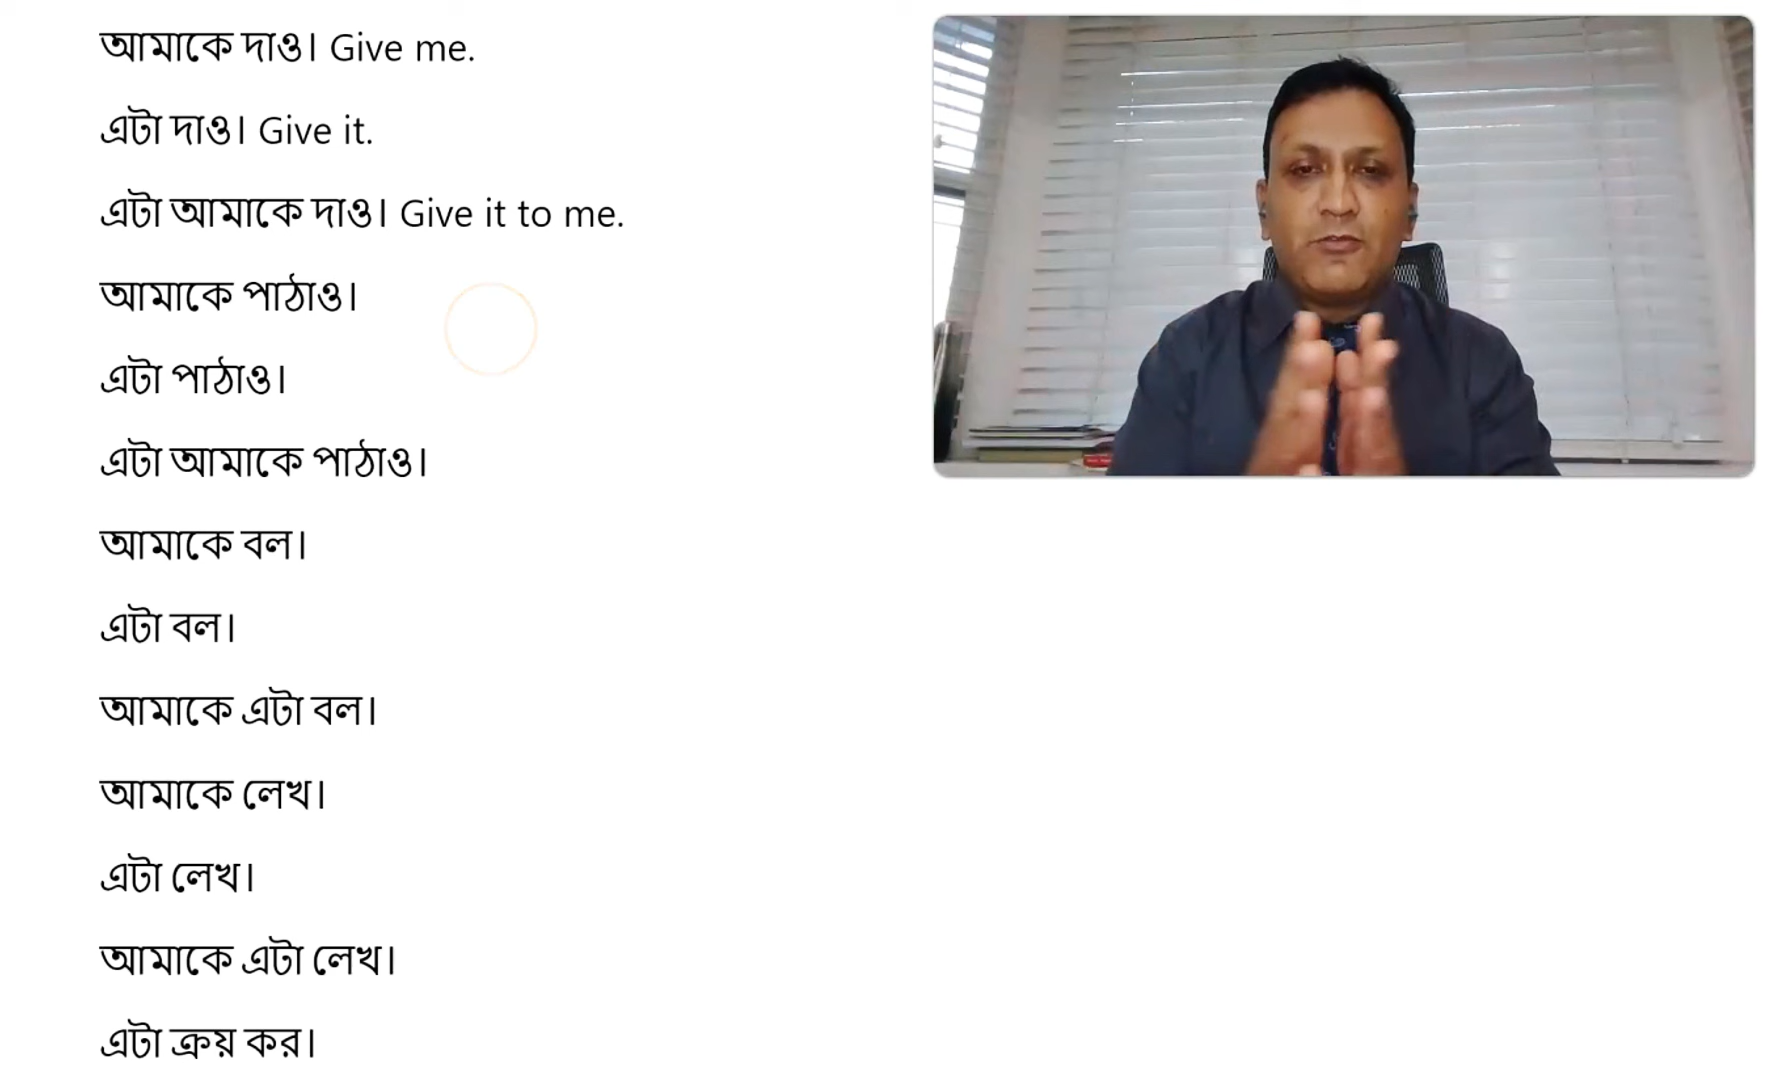 আমাকে দাও। Give me.
এটা দাও। Give it.
এটা আমাকে দাও। Give it to me.
আমাকে পাঠাও।
এটা পাঠাও।
এটা আমাকে পাঠাও।
আমাকে বল।
এটা বল।
আমাকে এটা বল।
আমাকে লেখ।
এটা লেখ।
আমাকে এটা লেখ।
এটা ক্রয় কর।